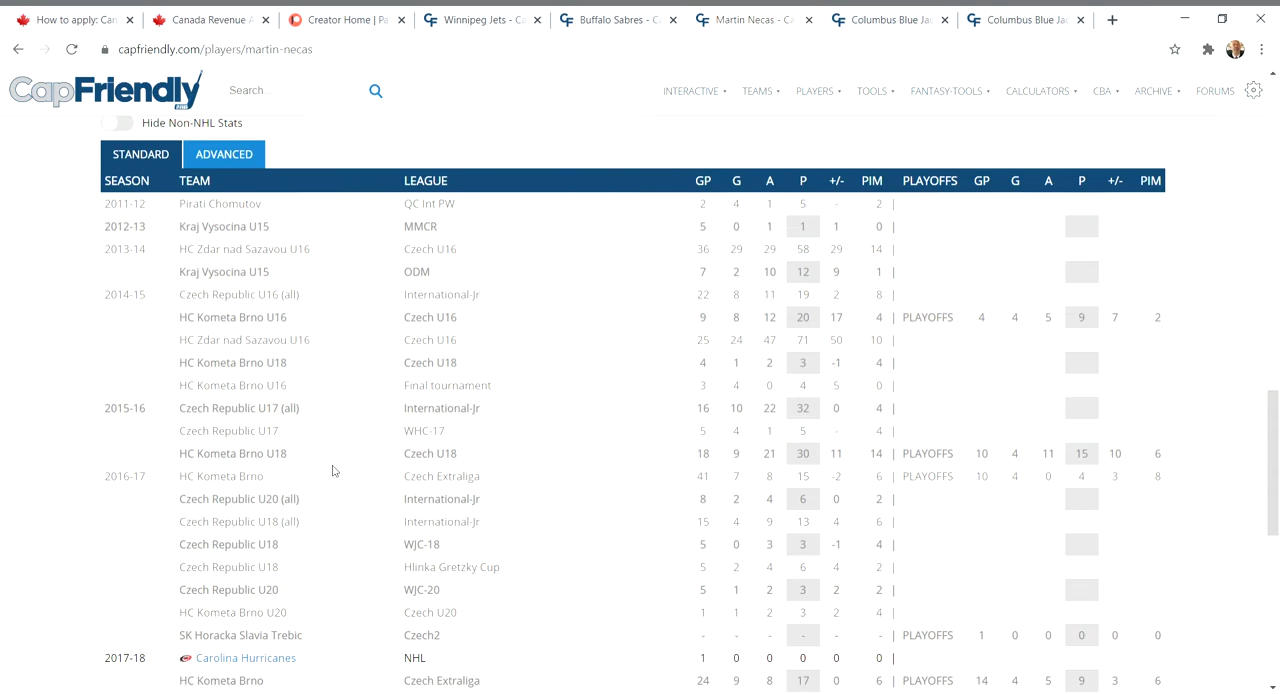 How to apply: Can
Canada Revenue A
Creator Home | Pa
Winnipeg Jets - Ca
Buffalo Sabres - Ca
Martin Necas - Ca
Columbus Blue Jac
Columbus Blue Jac
capfriendly.com/players/martin-necas
CapFriendly
Search...
INTERACTIVE TEAMS PLAYERS TOOLS FANTASY-TOOLS CALCULATORS CBA ARCHIVE FORUMS
Hide Non-NHL Stats
STANDARD ADVANCED
SEASON TEAM LEAGUE GP G A P +/- PIM PLAYOFFS GP G A P +/- PIM
2011-12 Pirati Chomutov QC Int PW 2 4 1 5 - 2 |
2012-13 Kraj Vysocina U15 MMCR 5 0 1 1 1 0 |
2013-14 HC Zdar nad Sazavou U16 Czech U16 36 29 29 58 29 14 |
Kraj Vysocina U15 ODM 7 2 10 12 9 1 |
2014-15 Czech Republic U16 (all) International-Jr 22 8 11 19 2 8 |
HC Kometa Brno U16 Czech U16 9 8 12 20 17 4 | PLAYOFFS 4 4 5 9 7 2
HC Zdar nad Sazavou U16 Czech U16 25 24 47 71 50 10 |
HC Kometa Brno U18 Czech U18 4 1 2 3 -1 4 |
HC Kometa Brno U16 Final tournament 3 4 0 4 5 0 |
2015-16 Czech Republic U17 (all) International-Jr 16 10 22 32 0 4 |
Czech Republic U17 WHC-17 5 4 1 5 - 4 |
HC Kometa Brno U18 Czech U18 18 9 21 30 11 14 | PLAYOFFS 10 4 11 15 10 6
2016-17 HC Kometa Brno Czech Extraliga 41 7 8 15 -2 6 | PLAYOFFS 10 4 0 4 3 8
Czech Republic U20 (all) International-Jr 8 2 4 6 0 2 |
Czech Republic U18 (all) International-Jr 15 4 9 13 4 6 |
Czech Republic U18 WJC-18 5 0 3 3 -1 4 |
Czech Republic U18 Hlinka Gretzky Cup 5 2 4 6 4 2 |
Czech Republic U20 WJC-20 5 1 2 3 2 2 |
HC Kometa Brno U20 Czech U20 1 1 2 3 2 4 |
SK Horacka Slavia Trebic Czech2 - - - - - - | PLAYOFFS 1 0 0 0 0 0
2017-18 Carolina Hurricanes NHL 1 0 0 0 0 0 |
HC Kometa Brno Czech Extraliga 24 9 8 17 0 6 | PLAYOFFS 14 4 5 9 3 6